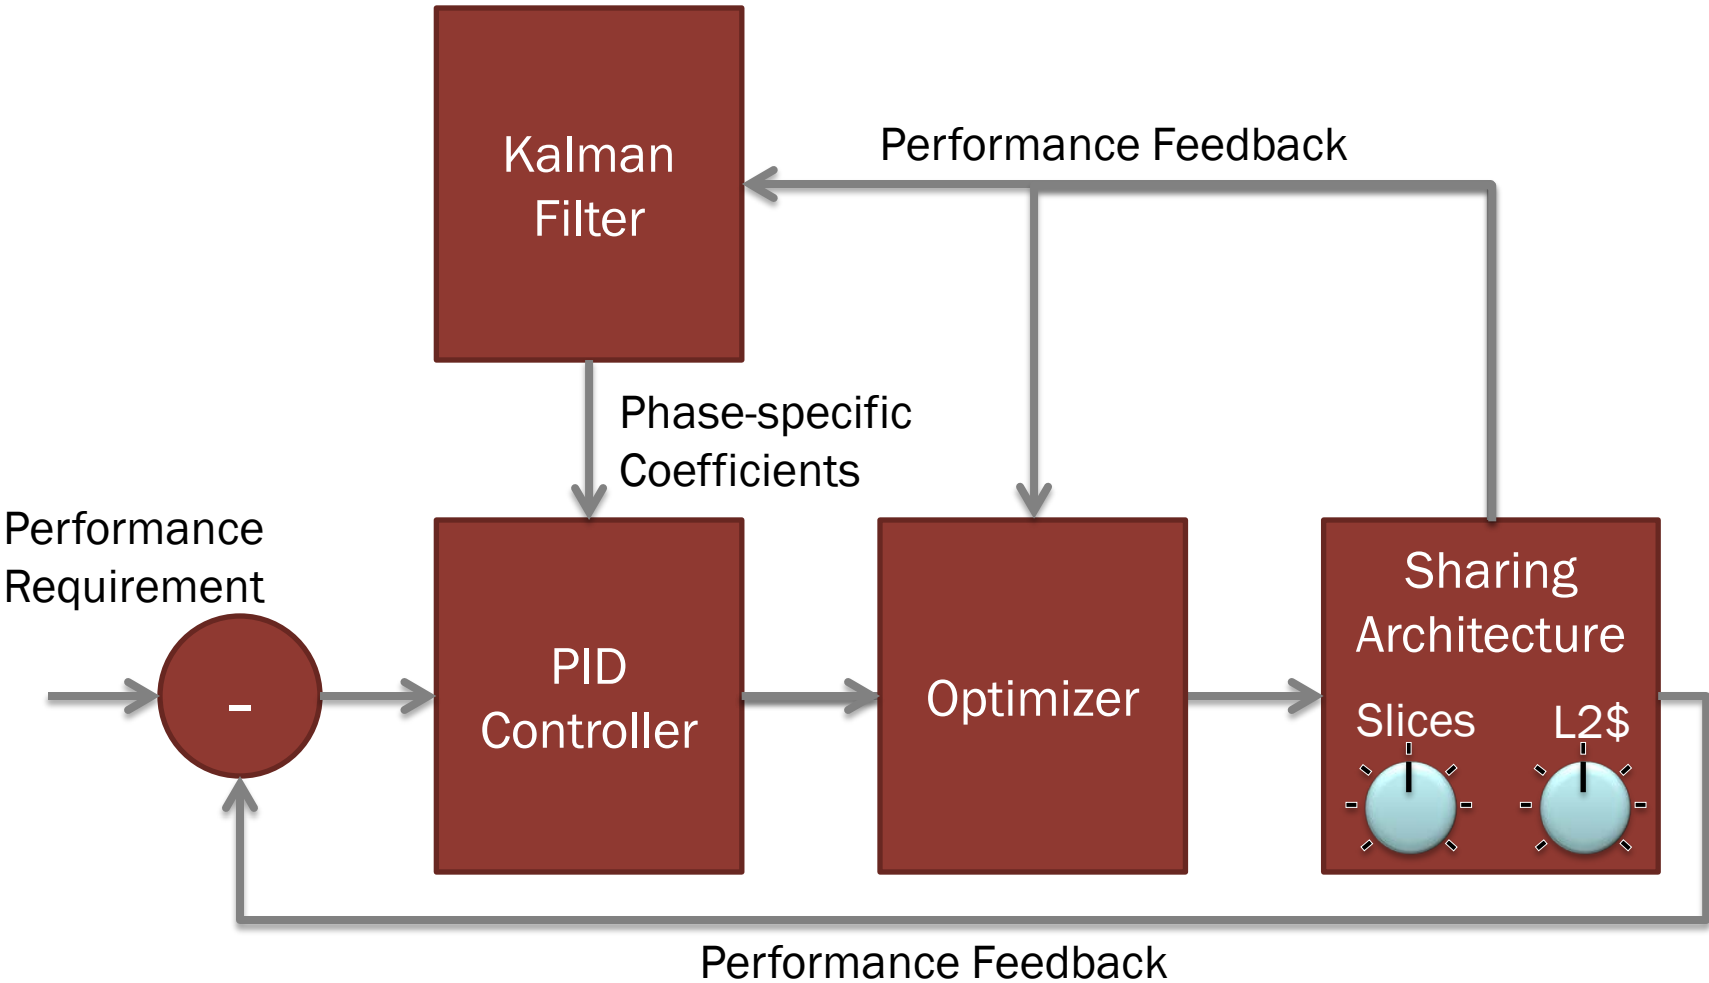 Kalman
Filter
Performance Feedback
Phase-specific
Coefficients
Performance
Requirement
-
PID
Controller
Optimizer
Sharing
Architecture
Slices
L2$
Performance Feedback